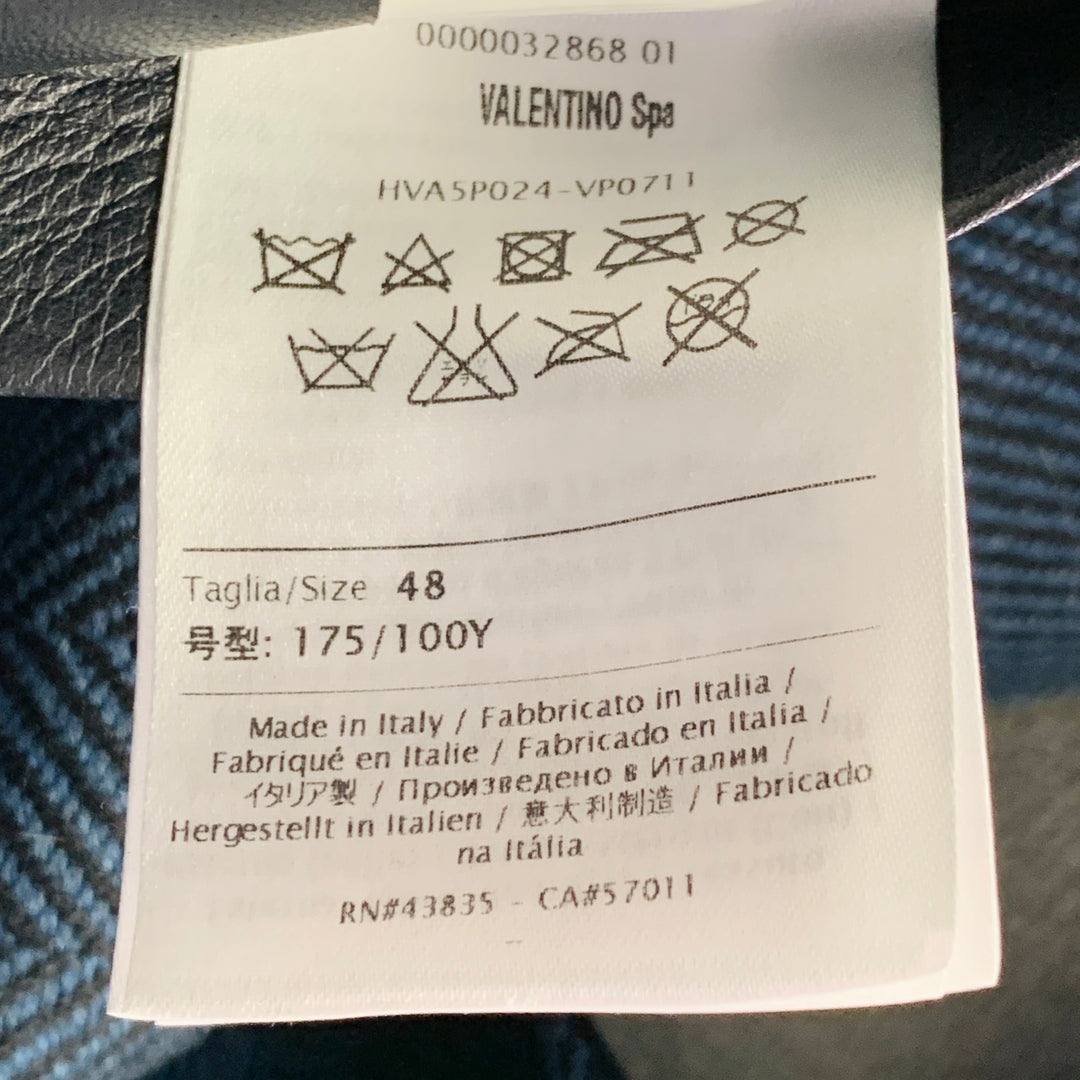 0000032868 01
VALENTINO Spa
HVA5P024-VP0711
Taglia/Size 48
号型: 175/100Y
Made in Italy / Fabbricato in Italia /
Fabriqué en Italie / Fabricado en Italia /
イタリア製 / Произведено в Италии /
Hergestellt in Italien / 意大利制造 / Fabricado
na Itália
RN#43835 - CA#57011